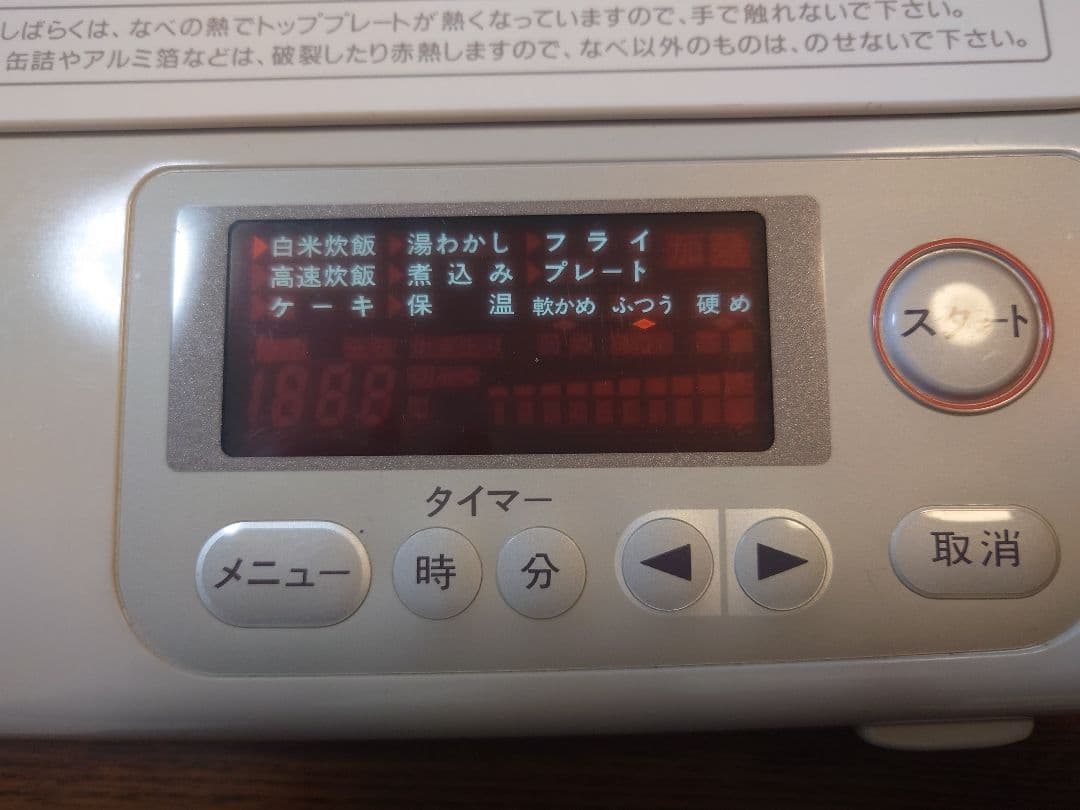 しばらくは、なべの熱でトッププレートが熱くなっていますので、手で触れないで下さい。
缶詰やアルミ箔などは、破裂したり赤熱しますので、なべ以外のものは、のせないで下さい。
白米炊飯 湯わかし フライ
高速炊飯 煮込み プレート
ケーキ 保温 軟かめ ふつう 硬め
スタート
タイマー
メニュー 時 分 ◀ ▶ 取消